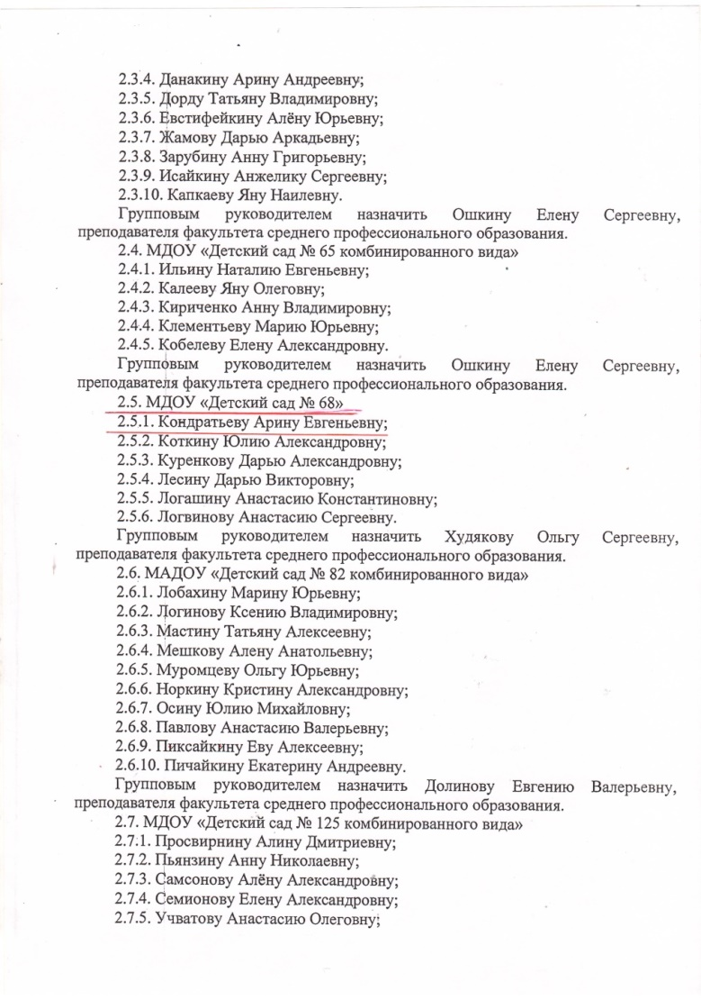 2.3.4. Данакину Арину Андреевну;
2.3.5. Дорду Татьяну Владимировну;
2.3.6. Евстифейкину Алёну Юрьевну;
2.3.7. Жамову Дарью Аркадьевну;
2.3.8. Зарубину Анну Григорьевну;
2.3.9. Исайкину Анжелику Сергеевну;
2.3.10. Капкаеву Яну Наилевну.
Групповым руководителем назначить Ошкину Елену Сергеевну,
преподавателя факультета среднего профессионального образования.
2.4. МДОУ «Детский сад № 65 комбинированного вида»
2.4.1. Ильину Наталию Евгеньевну;
2.4.2. Калееву Яну Олеговну;
2.4.3. Кириченко Анну Владимировну;
2.4.4. Клементьеву Марию Юрьевну;
2.4.5. Кобелеву Елену Александровну.
Групповым руководителем назначить Ошкину Елену Сергеевну,
преподавателя факультета среднего профессионального образования.
2.5. МДОУ «Детский сад № 68»
2.5.1. Кондратьеву Арину Евгеньевну;
2.5.2. Коткину Юлию Александровну;
2.5.3. Куренкову Дарью Александровну;
2.5.4. Лесину Дарью Викторовну;
2.5.5. Логашину Анастасию Константиновну;
2.5.6. Логвинову Анастасию Сергеевну.
Групповым руководителем назначить Худякову Ольгу Сергеевну,
преподавателя факультета среднего профессионального образования.
2.6. МАДОУ «Детский сад № 82 комбинированного вида»
2.6.1. Лобахину Марину Юрьевну;
2.6.2. Логинову Ксению Владимировну;
2.6.3. Мастину Татьяну Алексеевну;
2.6.4. Мешкову Алену Анатольевну;
2.6.5. Муромцеву Ольгу Юрьевну;
2.6.6. Норкину Кристину Александровну;
2.6.7. Осину Юлию Михайловну;
2.6.8. Павлову Анастасию Валерьевну;
2.6.9. Пиксайкину Еву Алексеевну;
2.6.10. Пичайкину Екатерину Андреевну.
Групповым руководителем назначить Долинову Евгению Валерьевну,
преподавателя факультета среднего профессионального образования.
2.7. МДОУ «Детский сад № 125 комбинированного вида»
2.7.1. Просвирнину Алину Дмитриевну;
2.7.2. Пьянзину Анну Николаевну;
2.7.3. Самсонову Алёну Александровну;
2.7.4. Семионову Елену Александровну;
2.7.5. Учватову Анастасию Олеговну;